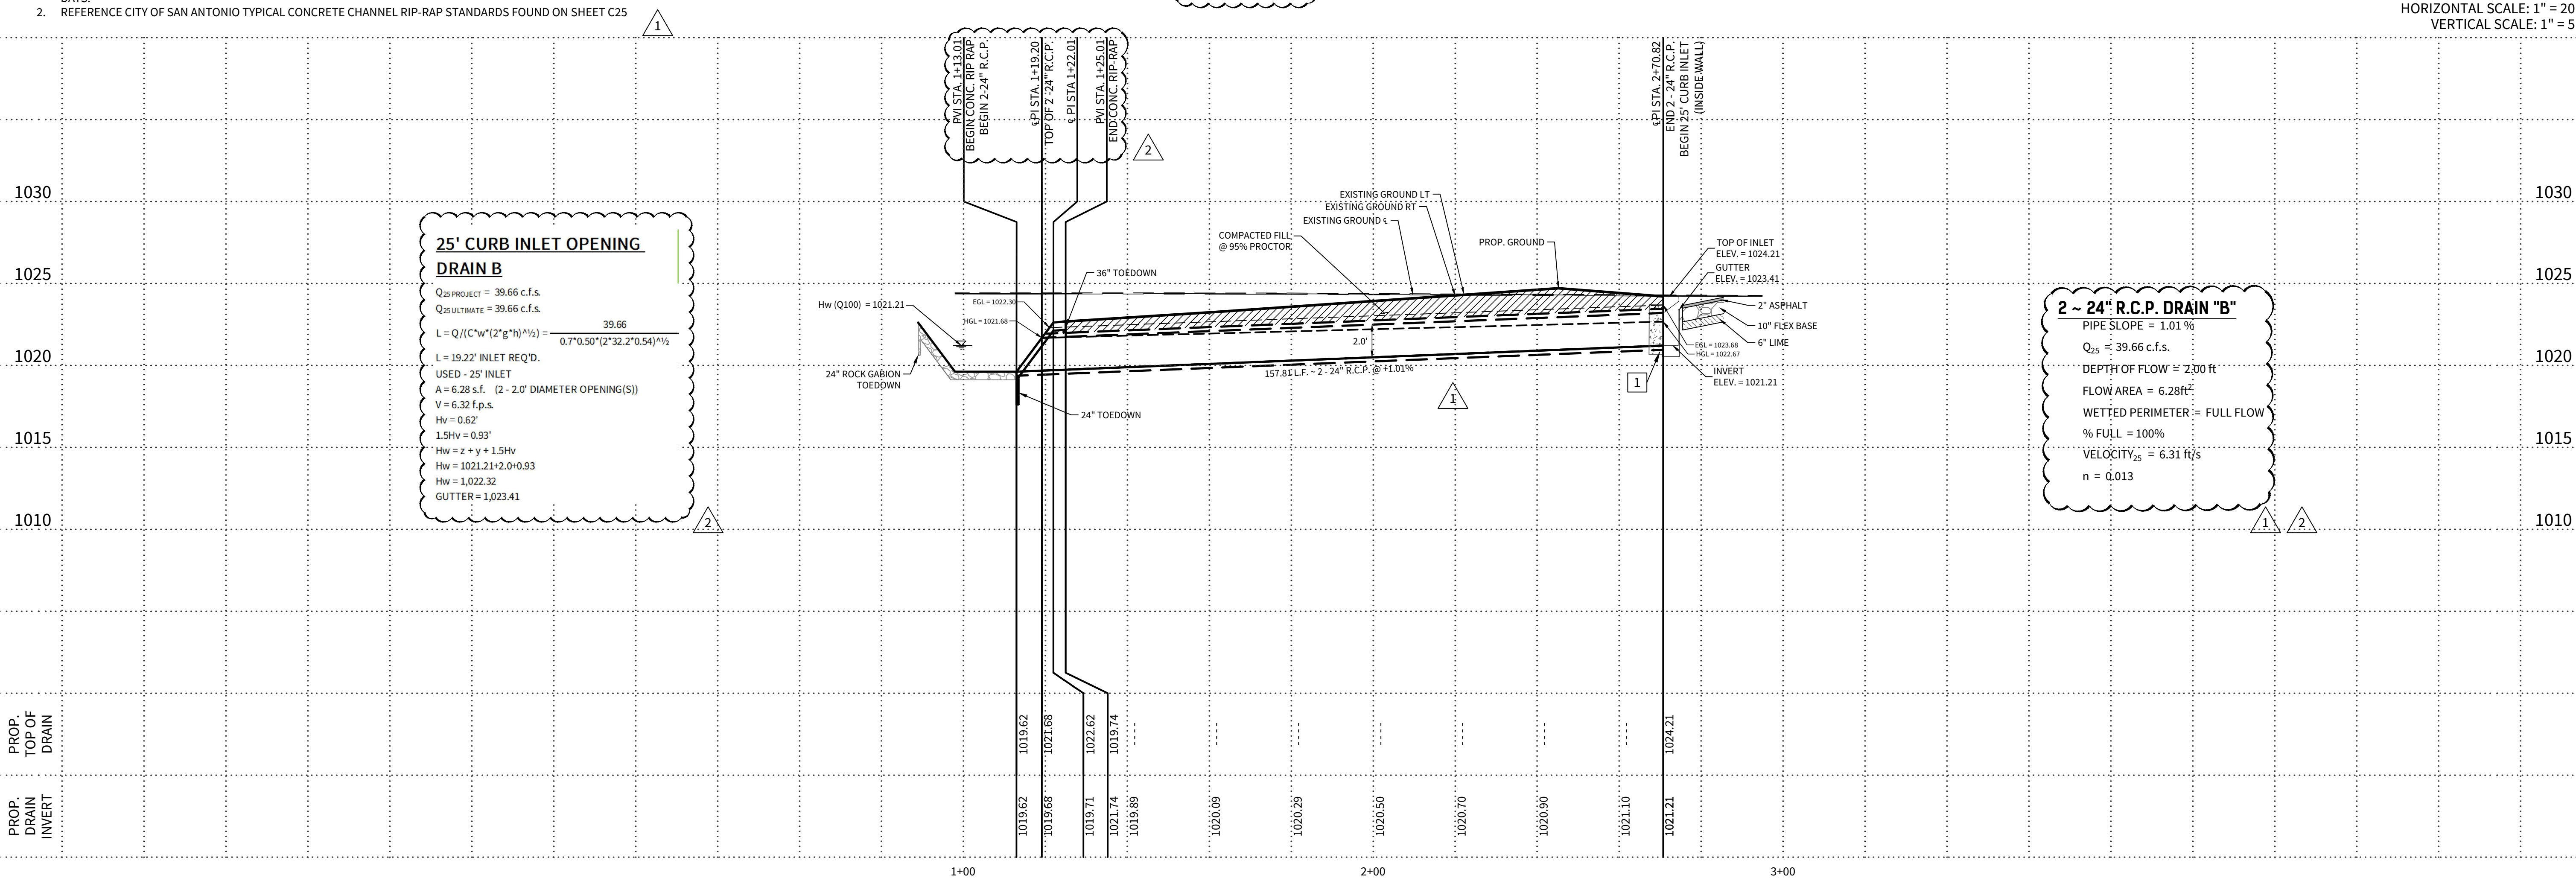 2. REFERENCE CITY OF SAN ANTONIO TYPICAL CONCRETE CHANNEL RIP-RAP STANDARDS FOUND ON SHEET C25
1
HORIZONTAL SCALE: 1" = 20
VERTICAL SCALE: 1" = 5
PVI STA. 1+13.01
BEGIN CONC. RIP RAP
BEGIN 2-24" R.C.P.
℄ PI STA. 1+19.20
TOP OF 2 -24" R.C.P.
℄ PI STA 1+22.01
PVI STA. 1+25.01
END CONC. RIP-RAP
2
℄ PI STA. 2+70.82
END 2 - 24" R.C.P.
BEGIN 25' CURB INLET
(INSIDE WALL)
1030
1025
1020
1015
1010
25' CURB INLET OPENING
DRAIN B
Q25 PROJECT = 39.66 c.f.s.
Q25 ULTIMATE = 39.66 c.f.s.
L = Q/(C*w*(2*g*h)^½) = 39.66
0.7*0.50*(2*32.2*0.54)^½
L = 19.22' INLET REQ'D.
USED - 25' INLET
A = 6.28 s.f. (2 - 2.0' DIAMETER OPENING(S))
V = 6.32 f.p.s.
Hv = 0.62'
1.5Hv = 0.93'
Hw = z + y + 1.5Hv
Hw = 1021.21+2.0+0.93
Hw = 1,022.32
GUTTER = 1,023.41
2
Hw (Q100) = 1021.21
24" ROCK GABION
TOEDOWN
EGL = 1022.30
HGL = 1021.68
36" TOEDOWN
24" TOEDOWN
COMPACTED FILL
@ 95% PROCTOR
EXISTING GROUND LT
EXISTING GROUND RT
EXISTING GROUND ℄
PROP. GROUND
2.0'
157.81 L.F. ~ 2 - 24" R.C.P. @ +1.01%
1
1
TOP OF INLET
ELEV. = 1024.21
GUTTER
ELEV. = 1023.41
2" ASPHALT
10" FLEX BASE
6" LIME
EGL = 1023.68
HGL = 1022.67
INVERT
ELEV. = 1021.21
2 ~ 24" R.C.P. DRAIN "B"
PIPE SLOPE = 1.01 %
Q25 = 39.66 c.f.s.
DEPTH OF FLOW = 2.00 ft
FLOW AREA = 6.28ft²
WETTED PERIMETER = FULL FLOW
% FULL = 100%
VELOCITY25 = 6.31 ft/s
n = 0.013
1
2
1030
1025
1020
1015
1010
PROP.
TOP OF
DRAIN
1019.62
1021.68
1022.62
1019.74
1024.21
PROP.
DRAIN
INVERT
1019.62
1019.68
1019.71
1021.74
1019.89
1020.09
1020.29
1020.50
1020.70
1020.90
1021.10
1021.21
1+00
2+00
3+00